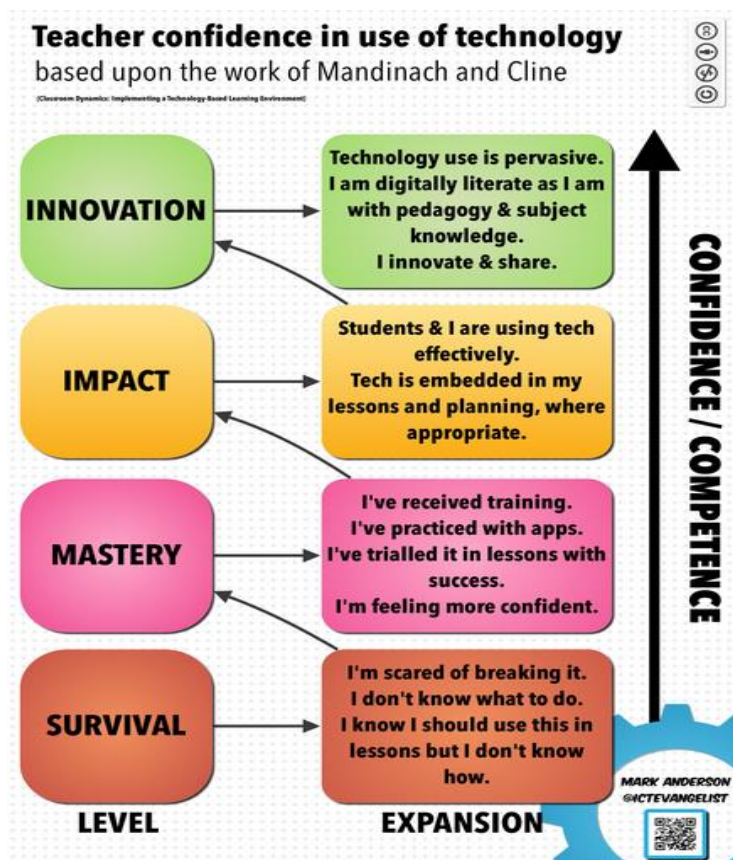 Teacher confidence in use of technology
based upon the work of Mandinach and Cline
(Classroom Dynamics: Implementing a Technology-Based Learning Environment)
INNOVATION
Technology use is pervasive.
I am digitally literate as I am
with pedagogy & subject
knowledge.
I innovate & share.
IMPACT
Students & I are using tech
effectively.
Tech is embedded in my
lessons and planning, where
appropriate.
MASTERY
I've received training.
I've practiced with apps.
I've trialled it in lessons with
success.
I'm feeling more confident.
SURVIVAL
I'm scared of breaking it.
I don't know what to do.
I know I should use this in
lessons but I don't know
how.
LEVEL
EXPANSION
CONFIDENCE / COMPETENCE
MARK ANDERSON
@ICTEVANGELIST